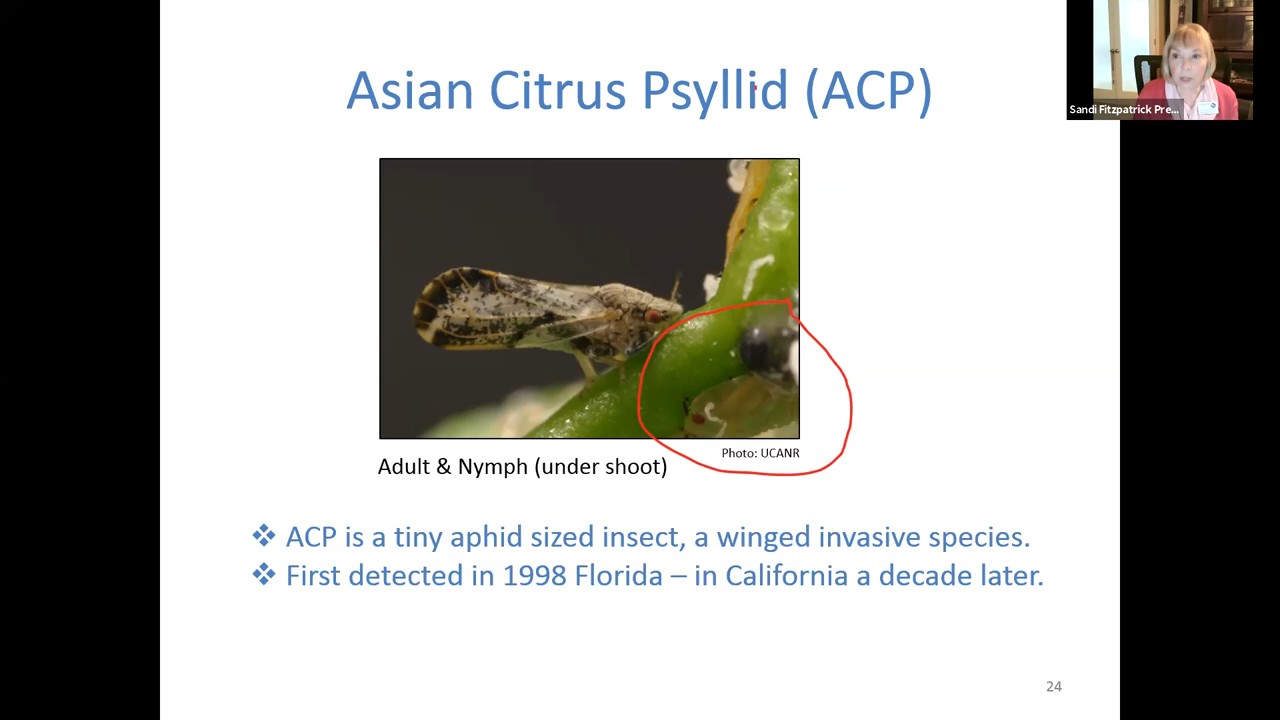 Asian Citrus Psyllid (ACP)
Sandi Fitzpatrick Pre...
Photo: UCANR
Adult & Nymph (under shoot)
❖ ACP is a tiny aphid sized insect, a winged invasive species.
❖ First detected in 1998 Florida – in California a decade later.
24